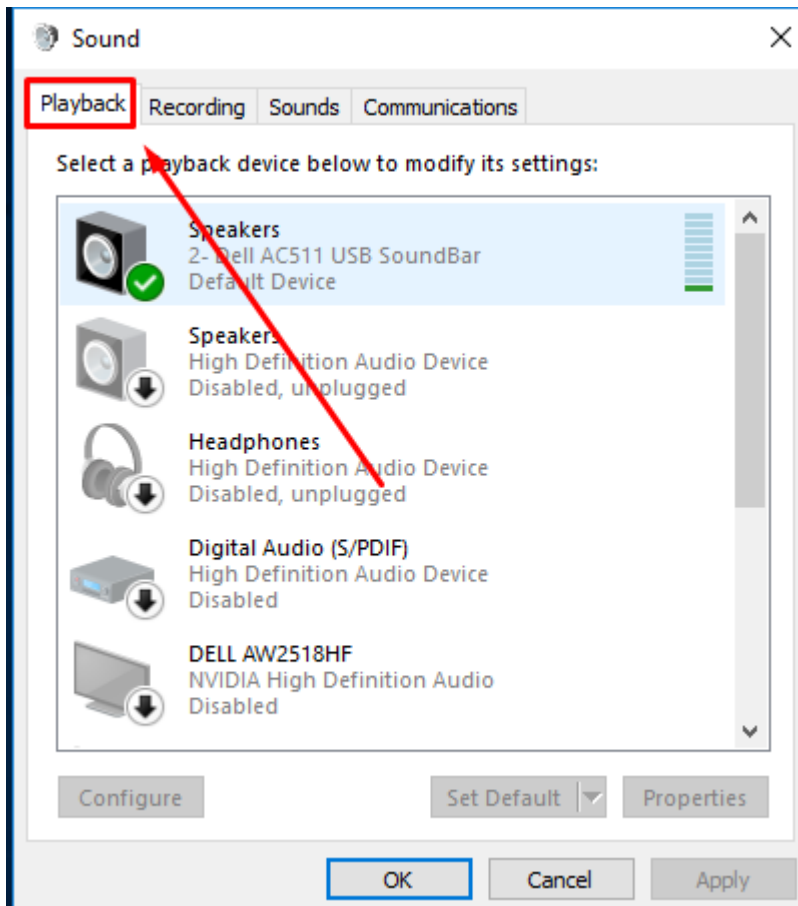 Sound
Playback Recording Sounds Communications
Select a playback device below to modify its settings:
Speakers
2- Dell AC511 USB SoundBar
Default Device
Speakers
High Definition Audio Device
Disabled, unplugged
Headphones
High Definition Audio Device
Disabled, unplugged
Digital Audio (S/PDIF)
High Definition Audio Device
Disabled
DELL AW2518HF
NVIDIA High Definition Audio
Disabled
Configure Set Default Properties
OK Cancel Apply